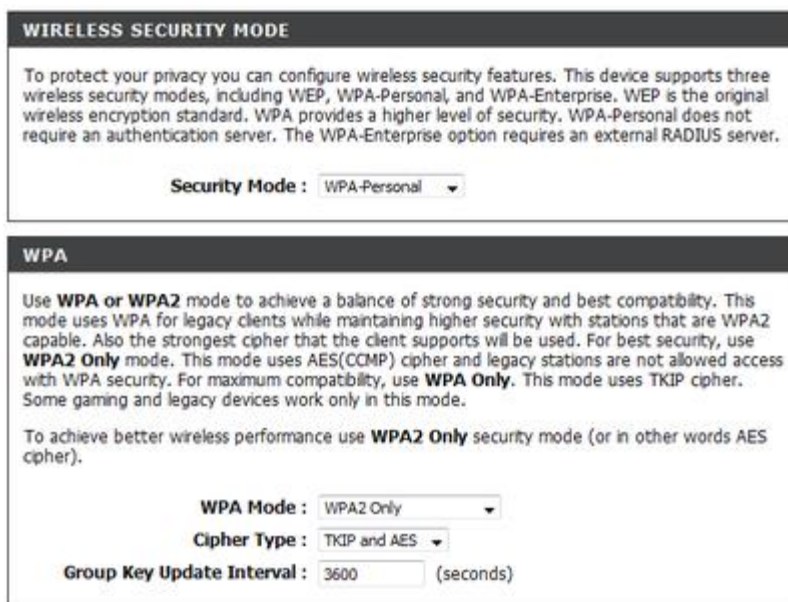 WIRELESS SECURITY MODE
To protect your privacy you can configure wireless security features. This device supports three
wireless security modes, including WEP, WPA-Personal, and WPA-Enterprise. WEP is the original
wireless encryption standard. WPA provides a higher level of security. WPA-Personal does not
require an authentication server. The WPA-Enterprise option requires an external RADIUS server.
Security Mode : WPA-Personal
WPA
Use WPA or WPA2 mode to achieve a balance of strong security and best compatibility. This
mode uses WPA for legacy clients while maintaining higher security with stations that are WPA2
capable. Also the strongest cipher that the client supports will be used. For best security, use
WPA2 Only mode. This mode uses AES(CCMP) cipher and legacy stations are not allowed access
with WPA security. For maximum compatibility, use WPA Only. This mode uses TKIP cipher.
Some gaming and legacy devices work only in this mode.
To achieve better wireless performance use WPA2 Only security mode (or in other words AES
cipher).
WPA Mode : WPA2 Only
Cipher Type : TKIP and AES
Group Key Update Interval : 3600 (seconds)